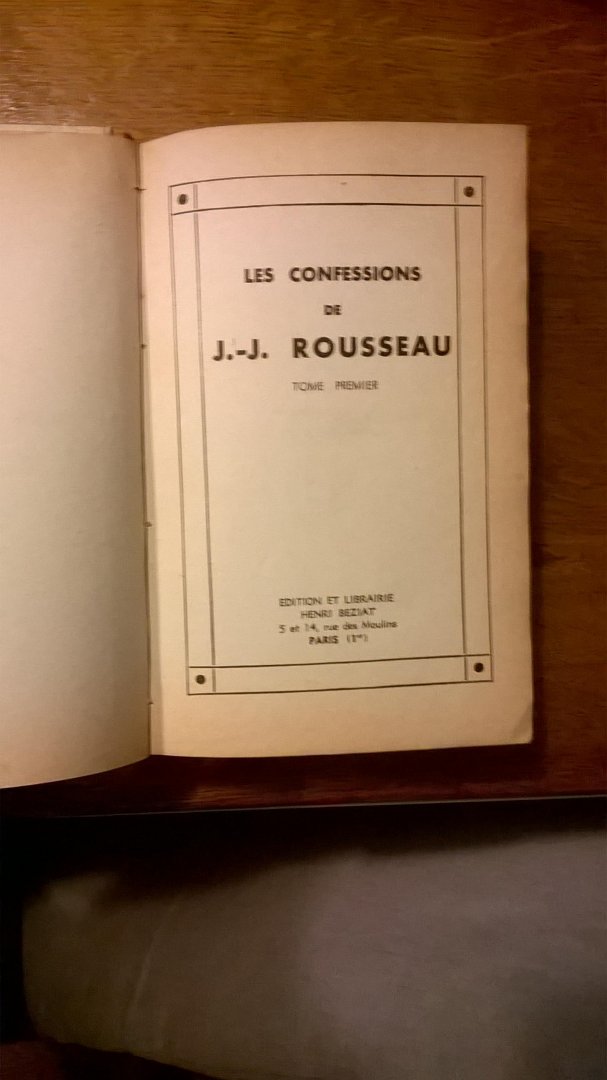 LES CONFESSIONS
DE
J.-J. ROUSSEAU
TOME PREMIER
EDITION ET LIBRAIRIE
HENRI BEZIAT
5 et 14, rue des Moulins
PARIS (1er)